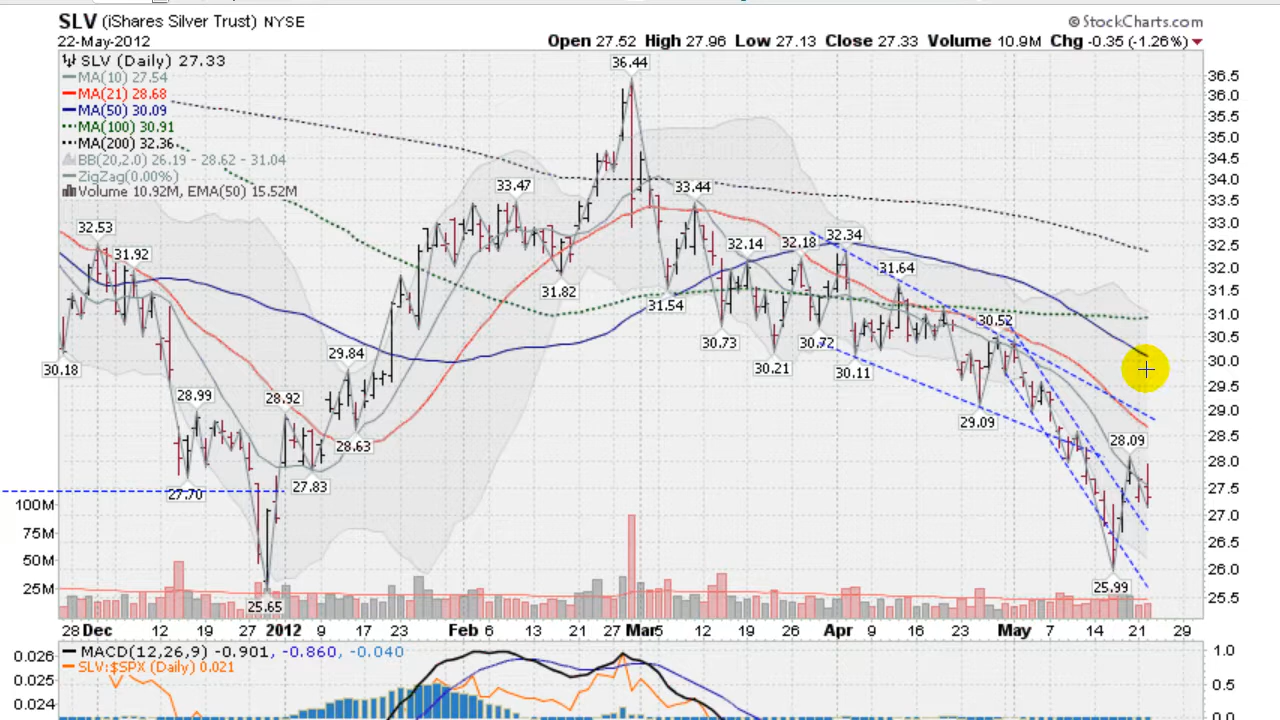 SLV (iShares Silver Trust) NYSE
© StockCharts.com
22-May-2012
Open 27.52 High 27.96 Low 27.13 Close 27.33 Volume 10.9M Chg -0.35 (-1.26%)
SLV (Daily) 27.33
MA(10) 27.54
MA(21) 28.68
MA(50) 30.09
MA(100) 30.91
MA(200) 32.36
BB(20,2.0) 26.19 - 28.62 - 31.04
ZigZag(0.00%)
Volume 10.92M, EMA(50) 15.52M
36.44
36.5
36.0
35.5
35.0
34.5
34.0
33.5
33.0
32.5
32.0
31.5
31.0
30.5
30.0
29.5
29.0
28.5
28.0
27.5
27.0
26.5
26.0
25.5
33.47
33.44
32.53
31.92
32.14
32.18
32.34
31.64
31.82
31.54
30.52
30.73
30.72
30.18
29.84
30.21
30.11
28.99
28.92
29.09
28.63
28.09
27.70
27.83
25.99
25.65
100M
75M
50M
25M
28 Dec 12 19 27 2012 9 17 23 Feb 6 13 21 27 Mar 5 12 19 26 Apr 9 16 23 May 7 14 21 29
MACD(12,26,9) -0.901, -0.860, -0.040
SLV:$SPX (Daily) 0.021
0.026
0.025
0.024
1.0
0.5
0.0